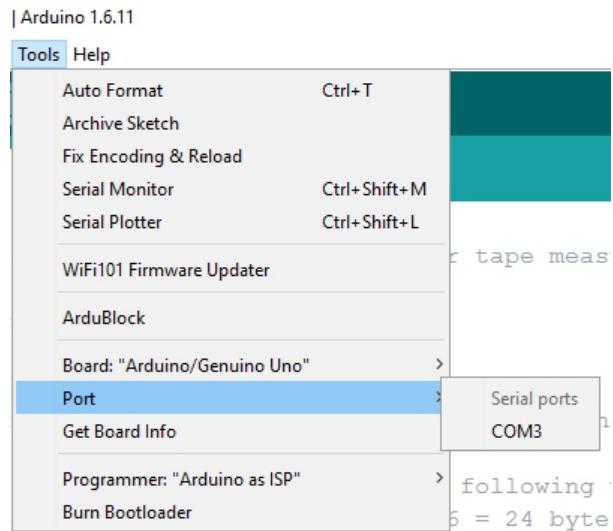 | Arduino 1.6.11
Tools Help
Auto Format Ctrl+T
Archive Sketch
Fix Encoding & Reload
Serial Monitor Ctrl+Shift+M
Serial Plotter Ctrl+Shift+L
tape meas
WiFi101 Firmware Updater
ArduBlock
Board: "Arduino/Genuino Uno" >
Port >
Serial ports
Get Board Info
COM3
Programmer: "Arduino as ISP" >
following
Burn Bootloader
6 = 24 byte